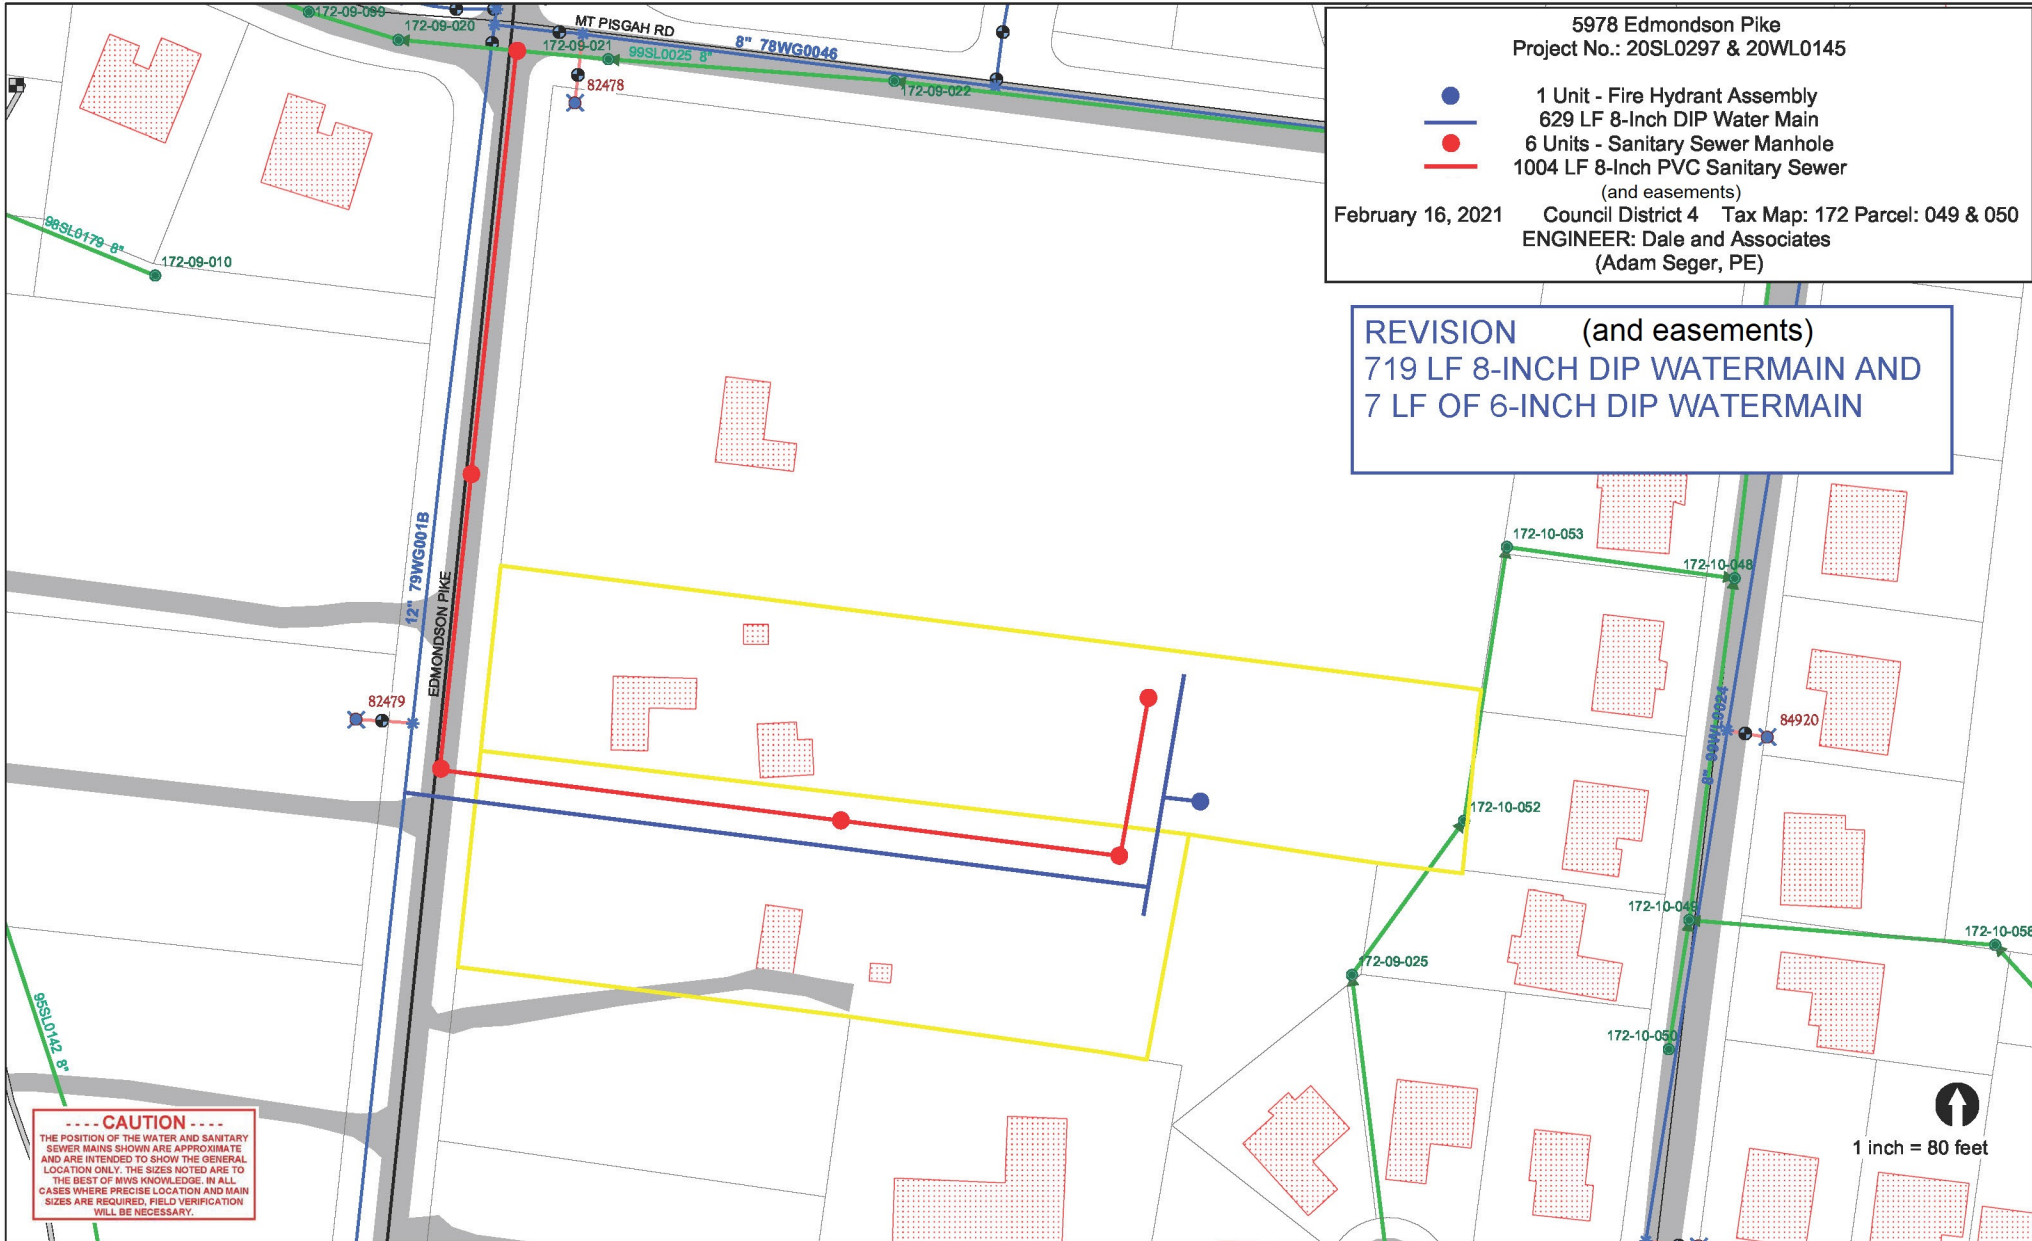 5978 Edmondson Pike
Project No.: 20SL0297 & 20WL0145
1 Unit - Fire Hydrant Assembly
629 LF 8-Inch DIP Water Main
6 Units - Sanitary Sewer Manhole
1004 LF 8-Inch PVC Sanitary Sewer
(and easements)
February 16, 2021 Council District 4 Tax Map: 172 Parcel: 049 & 050
ENGINEER: Dale and Associates
(Adam Seger, PE)
REVISION (and easements)
719 LF 8-INCH DIP WATERMAIN AND
7 LF OF 6-INCH DIP WATERMAIN
172-09-099
172-09-020
MT PISGAH RD
172-09-021
99SL0025 8"
8" 78WG0046
82478
172-09-022
98SL0179 8"
172-09-010
12" 79WG001B
EDMONDSON PIKE
82479
172-10-053
172-10-048
84920
172-10-052
172-10-049
172-09-025
172-10-058
172-10-050
95SL0142 8"
---- CAUTION ----
THE POSITION OF THE WATER AND SANITARY
SEWER MAINS SHOWN ARE APPROXIMATE
AND ARE INTENDED TO SHOW THE GENERAL
LOCATION ONLY. THE SIZES NOTED ARE TO
THE BEST OF MWS KNOWLEDGE. IN ALL
CASES WHERE PRECISE LOCATION AND MAIN
SIZES ARE REQUIRED, FIELD VERIFICATION
WILL BE NECESSARY.
1 inch = 80 feet